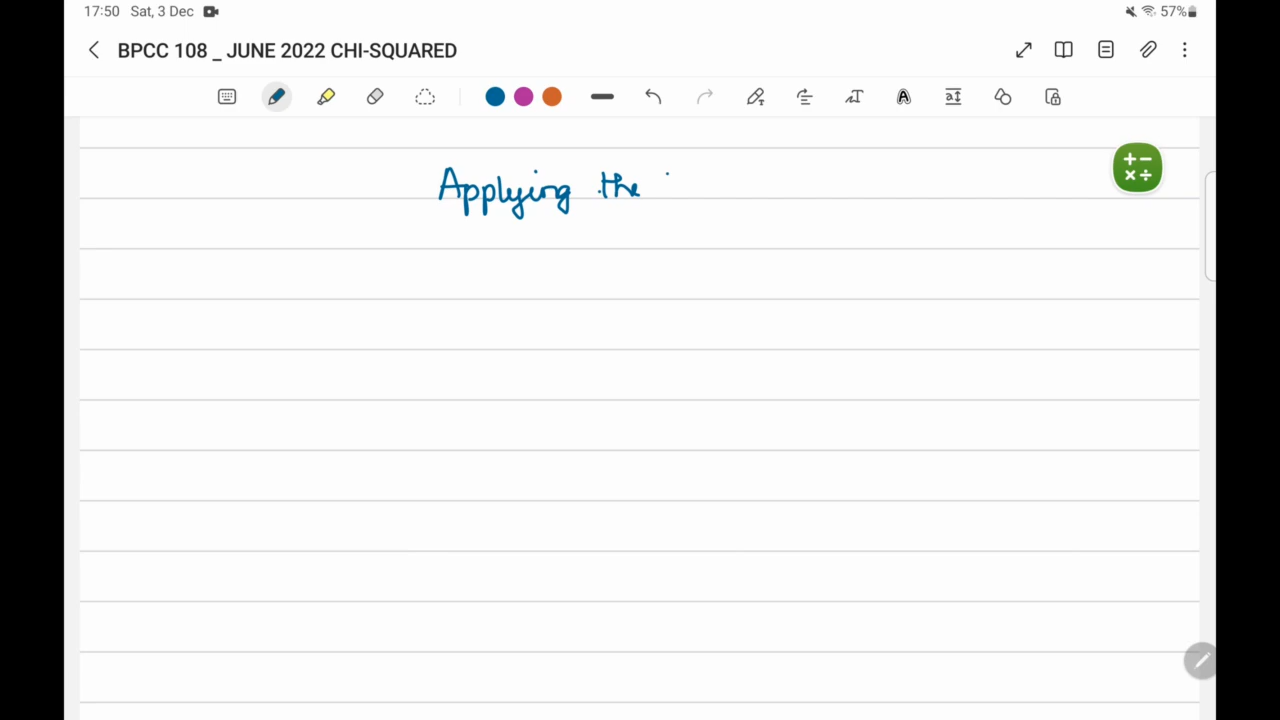 17:50 Sat, 3 Dec 57%
BPCC 108 _ JUNE 2022 CHI-SQUARED
Applying the